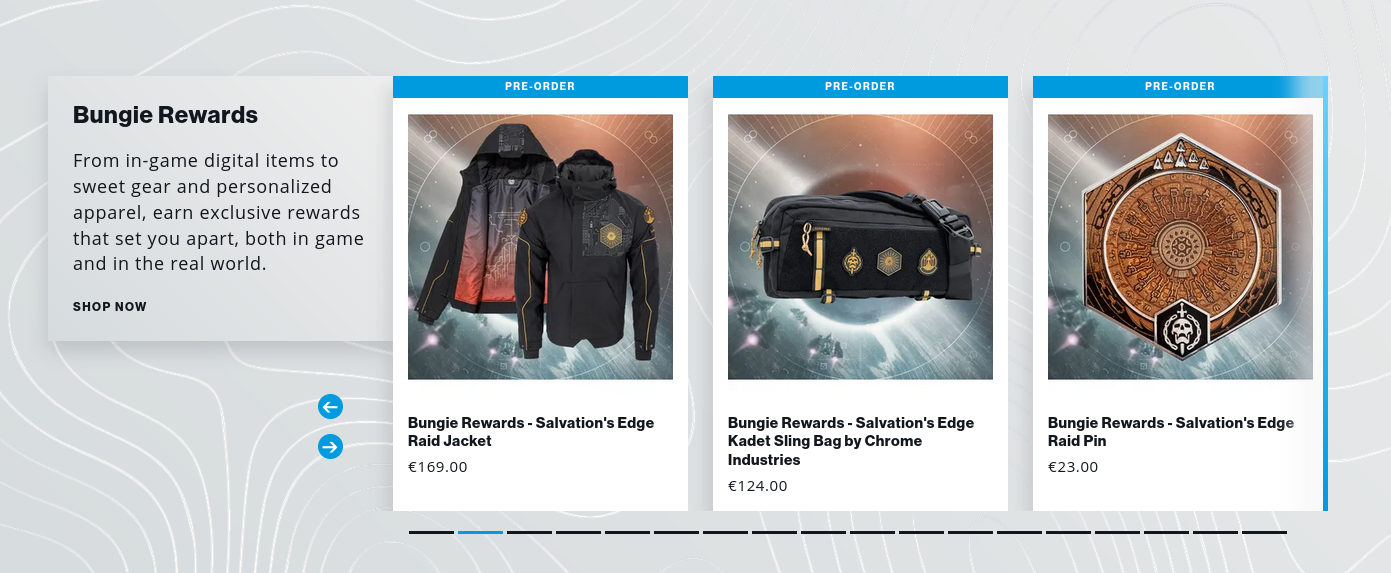 Bungie Rewards
From in-game digital items to
sweet gear and personalized
apparel, earn exclusive rewards
that set you apart, both in game
and in the real world.
SHOP NOW
PRE-ORDER
Bungie Rewards - Salvation's Edge
Raid Jacket
€169.00
PRE-ORDER
Bungie Rewards - Salvation's Edge
Kadet Sling Bag by Chrome
Industries
€124.00
PRE-ORDER
Bungie Rewards - Salvation's Edge
Raid Pin
€23.00